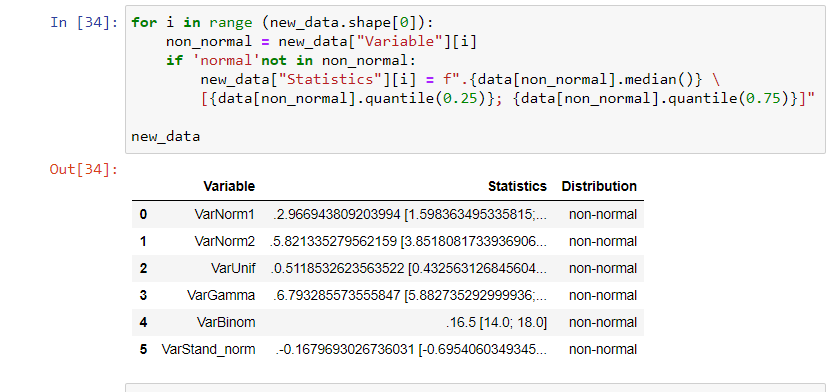 In [34]: for i in range (new_data.shape[0]):
non_normal = new_data["Variable"][i]
if 'normal'not in non_normal:
new_data["Statistics"][i] = f".{data[non_normal].median()} \
[{data[non_normal].quantile(0.25)}; {data[non_normal].quantile(0.75)}]"
new_data
Out[34]:
Variable Statistics Distribution
0 VarNorm1 .2.966943809203994 [1.598363495335815;... non-normal
1 VarNorm2 .5.821335279562159 [3.8518081733936906... non-normal
2 VarUnif .0.5118532623563522 [0.432563126845604... non-normal
3 VarGamma .6.793285573555847 [5.882735292999936;... non-normal
4 VarBinom .16.5 [14.0; 18.0] non-normal
5 VarStand_norm .-0.1679693026736031 [-0.6954060349345... non-normal